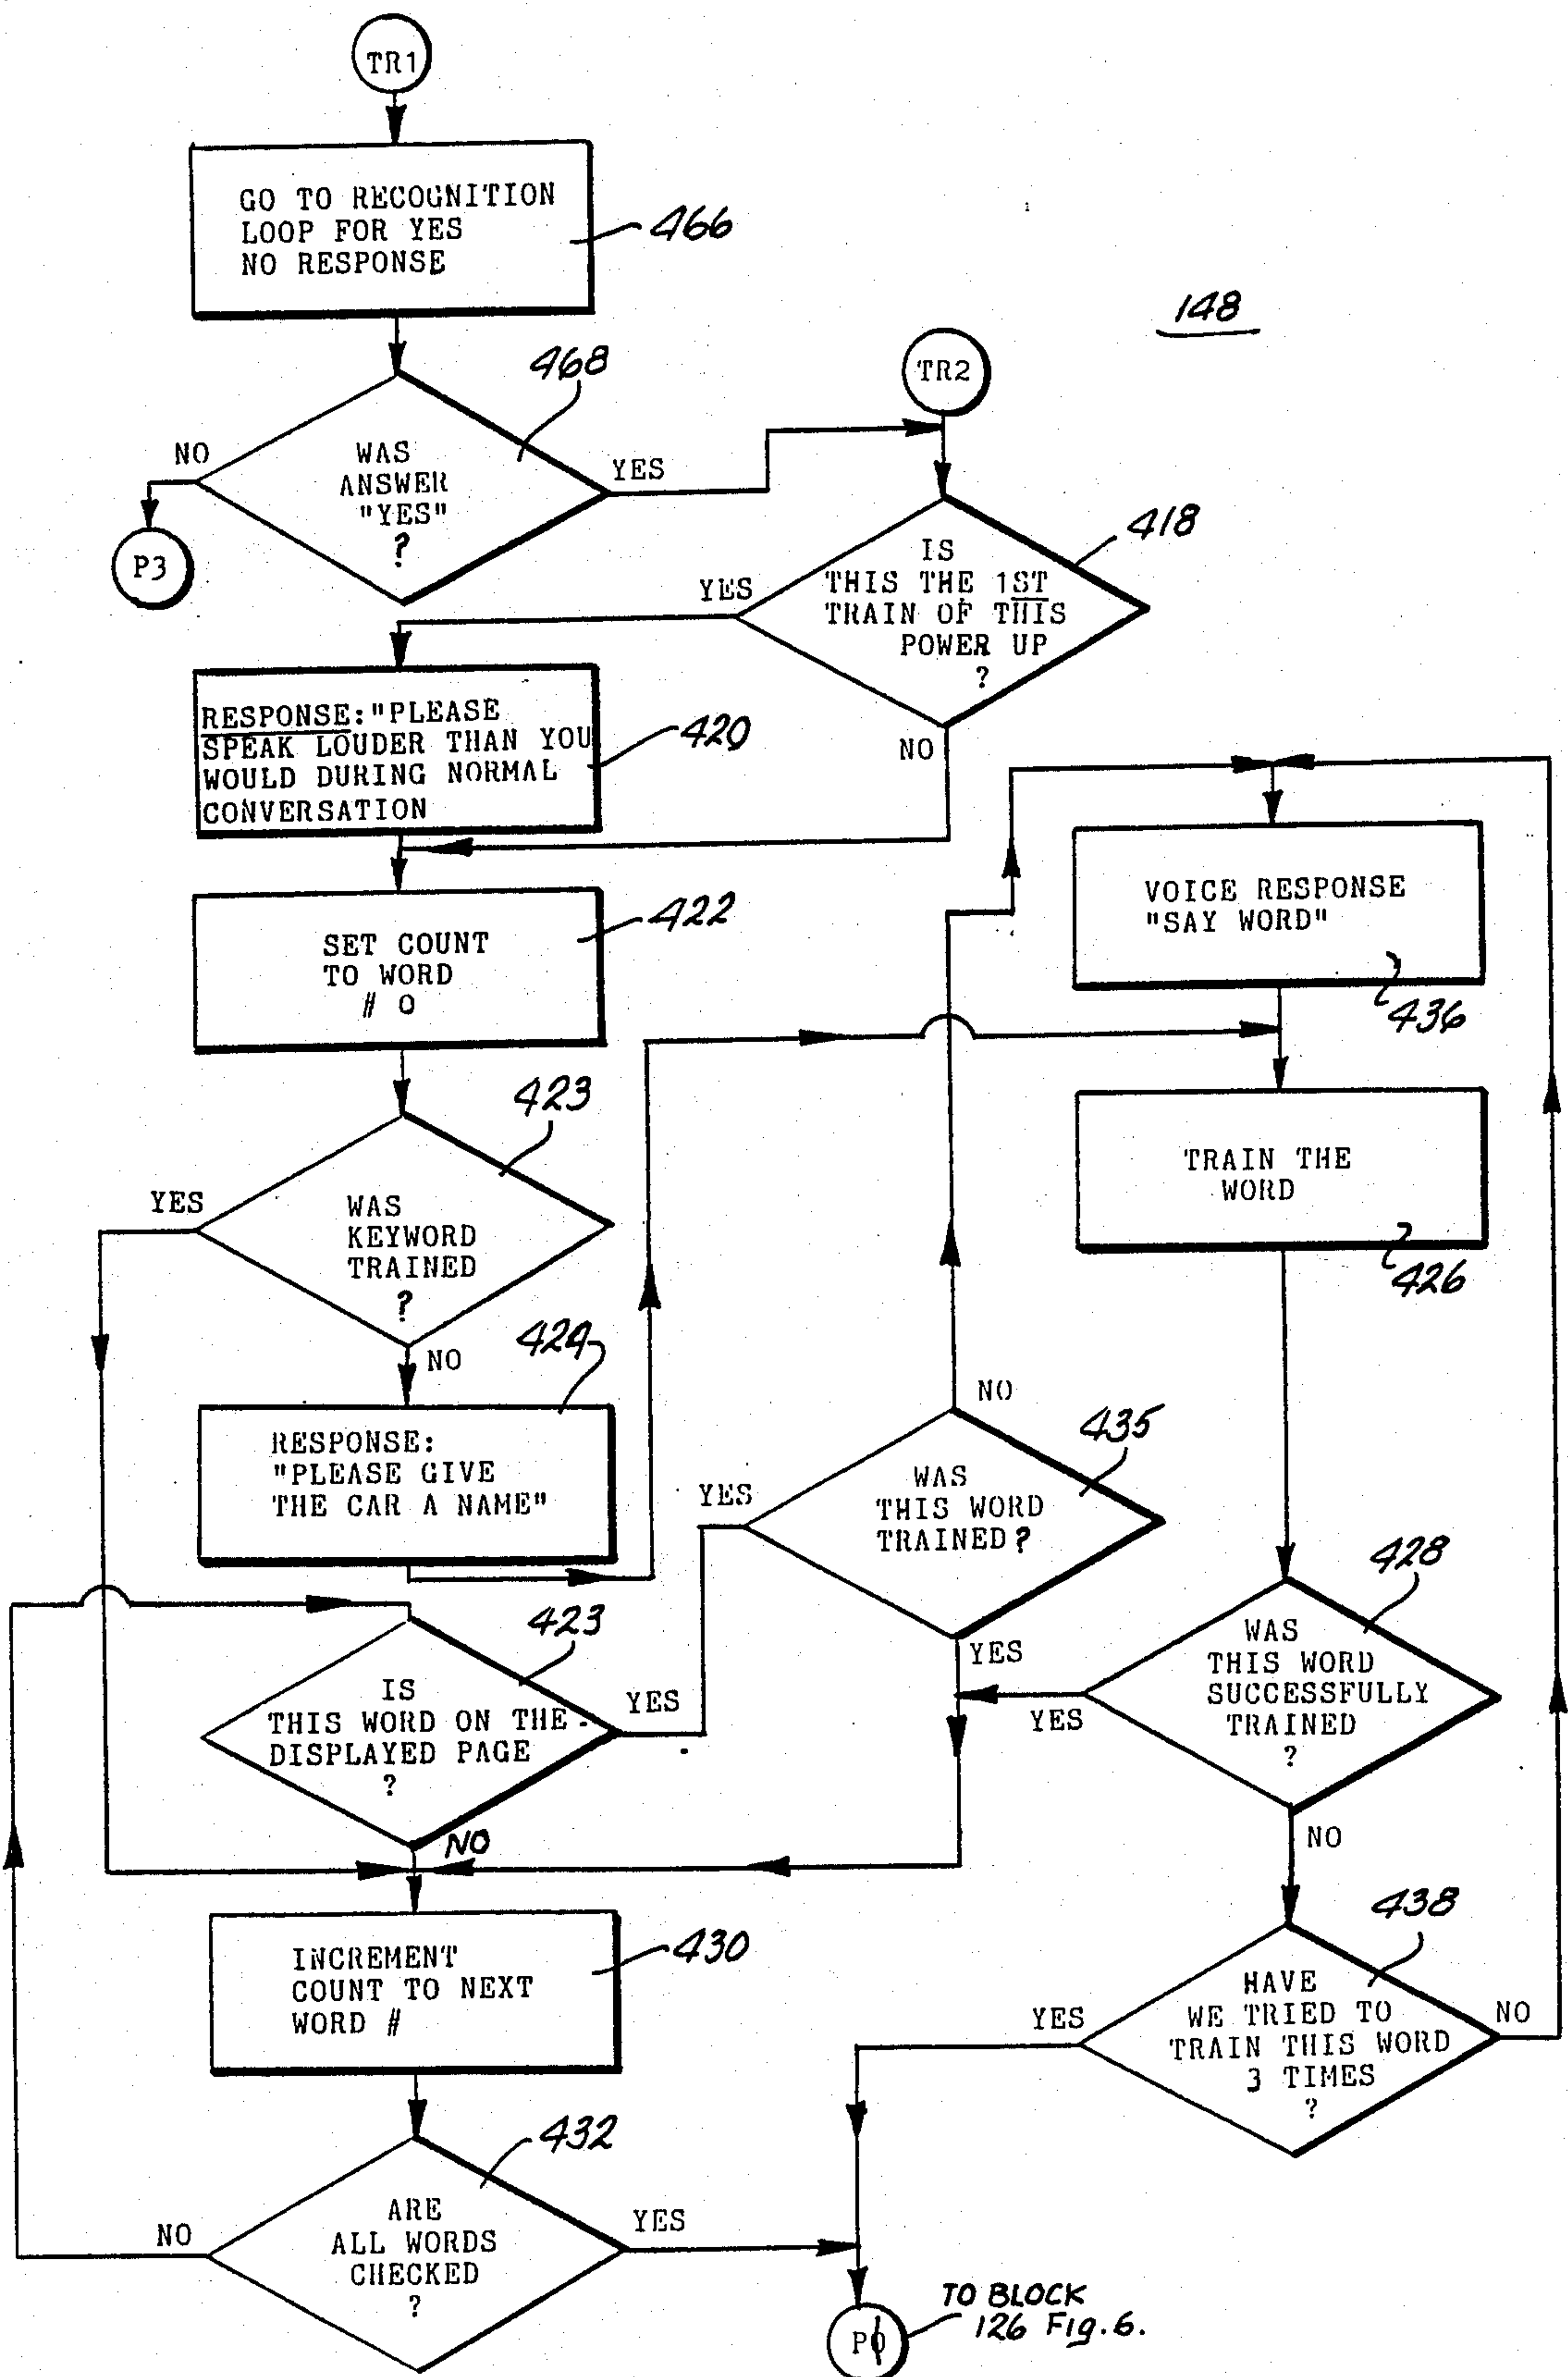 TR1
GO TO RECOGNITION
LOOP FOR YES
NO RESPONSE
466
148
468
TR2
NO
WAS
ANSWER
"YES"
?
YES
P3
418
IS
THIS THE 1ST
TRAIN OF THIS
POWER UP
?
YES
NO
RESPONSE:"PLEASE
SPEAK LOUDER THAN YOU
WOULD DURING NORMAL
CONVERSATION
420
VOICE RESPONSE
"SAY WORD"
436
SET COUNT
TO WORD
# 0
422
423
TRAIN THE
WORD
426
YES
WAS
KEYWORD
TRAINED
?
NO
424
RESPONSE:
"PLEASE GIVE
THE CAR A NAME"
NO
435
YES
WAS
THIS WORD
TRAINED?
YES
428
WAS
THIS WORD
SUCCESSFULLY
TRAINED
?
YES
NO
423
IS
THIS WORD ON THE
DISPLAYED PAGE
?
YES
NO
INCREMENT
COUNT TO NEXT
WORD #
430
438
YES
HAVE
WE TRIED TO
TRAIN THIS WORD
3 TIMES
?
NO
432
NO
ARE
ALL WORDS
CHECKED
?
YES
P0
TO BLOCK
126 Fig.6.